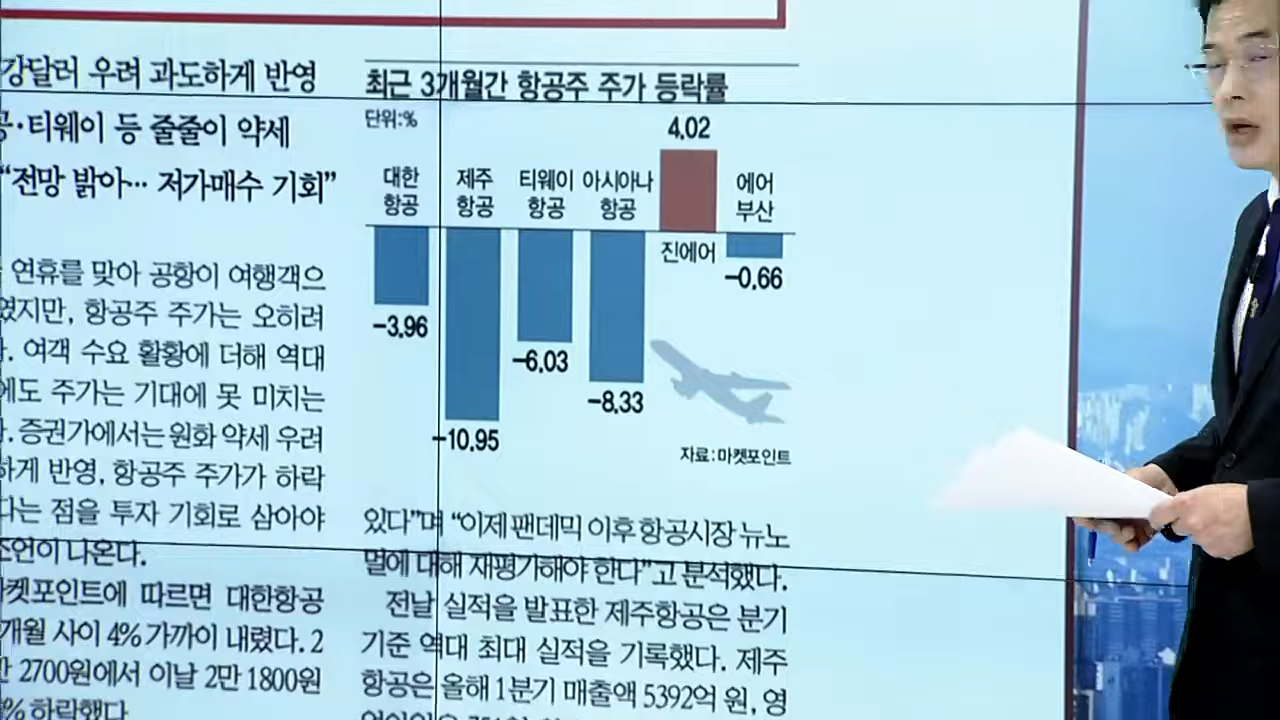 강달러 우려 과도하게 반영
공·티웨이 등 줄줄이 약세
“전망 밝아… 저가매수 기회”
연휴를 맞아 공항이 여행객으
였지만, 항공주 주가는 오히려
. 여객 수요 활황에 더해 역대
에도 주가는 기대에 못 미치는
. 증권가에서는 원화 약세 우려
하게 반영, 항공주 주가가 하락
다는 점을 투자 기회로 삼아야
조언이 나온다.
마켓포인트에 따르면 대한항공
개월 사이 4% 가까이 내렸다. 2
만 2700원에서 이날 2만 1800원
% 하락했다
최근 3개월간 항공주 주가 등락률
단위:%
4.02
대한
항공
제주
항공
티웨이
항공
아시아나
항공
진에어
에어
부산
-3.96
-10.95
-6.03
-8.33
-0.66
자료:마켓포인트
있다”며 “이제 팬데믹 이후 항공시장 뉴노
멀에 대해 재평가해야 한다”고 분석했다.
전날 실적을 발표한 제주항공은 분기
기준 역대 최대 실적을 기록했다. 제주
항공은 올해 1분기 매출액 5392억 원, 영